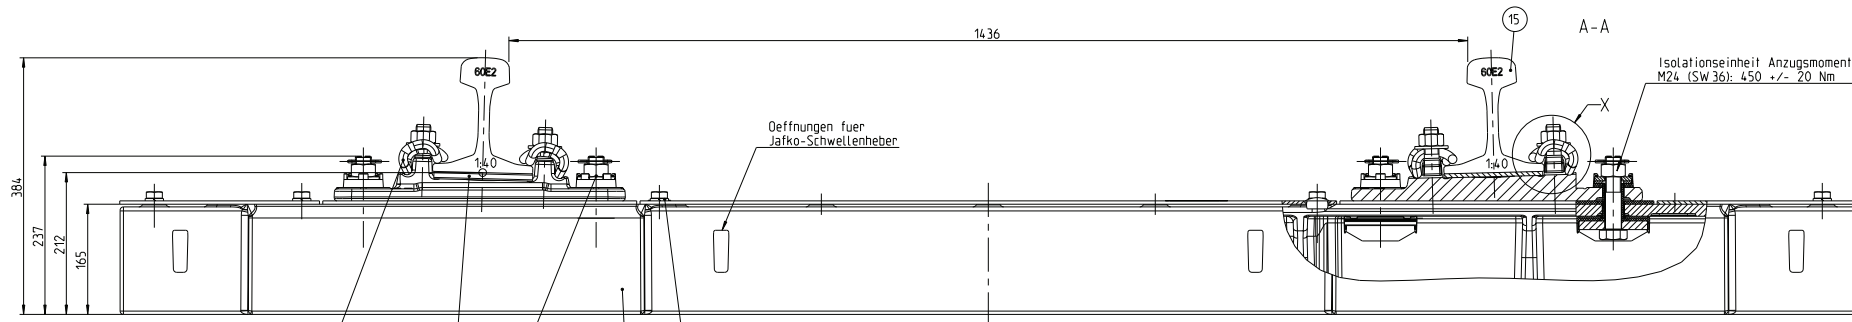 15
A-A
1436
Isolationseinheit Anzugsmoment
M24 (SW36): 450 +/- 20 Nm
60E2
60E2
X
Oeffnungen fuer
Jafko-Schwellenheber
1:40
1:40
384
237
212
165